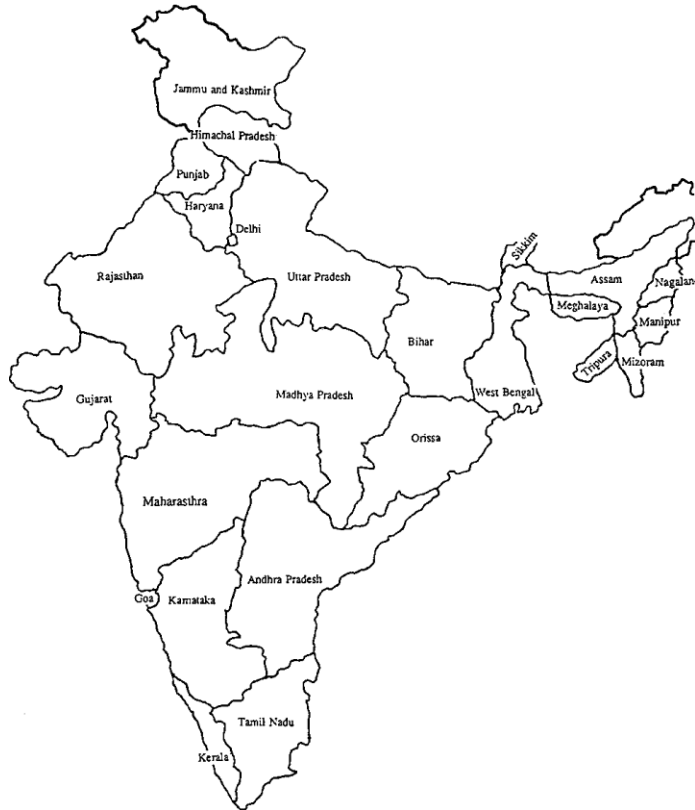 Jammu and Kashmir
Himachal Pradesh
Punjab
Haryana
Delhi
Sikkim
Rajasthan
Uttar Pradesh
Assam
Nagalan
Meghalaya
Manipur
Bihar
Tripura
Mizoram
Gujarat
Madhya Pradesh
West Bengal
Orissa
Maharasthra
Andhra Pradesh
Goa
Karnataka
Tamil Nadu
Kerala